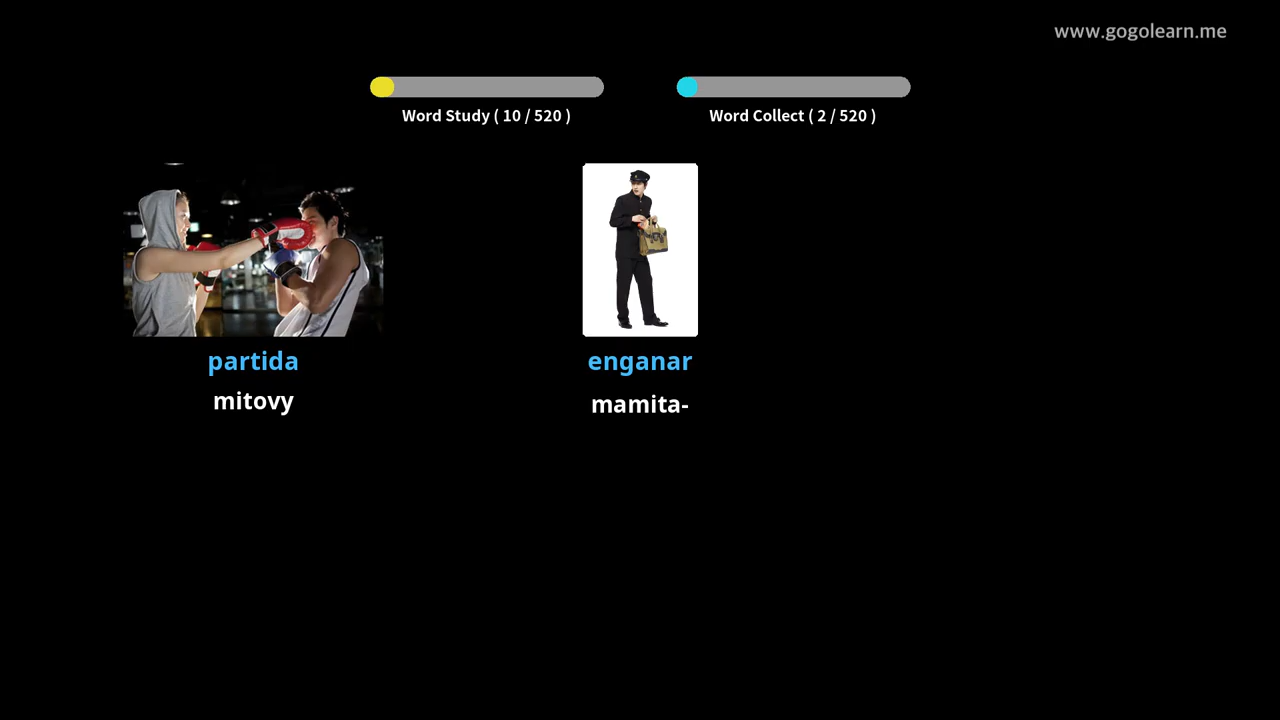 www.gogolearn.me
Word Study ( 10 / 520 )
Word Collect ( 2 / 520 )
partida
mitovy
enganar
mamita-